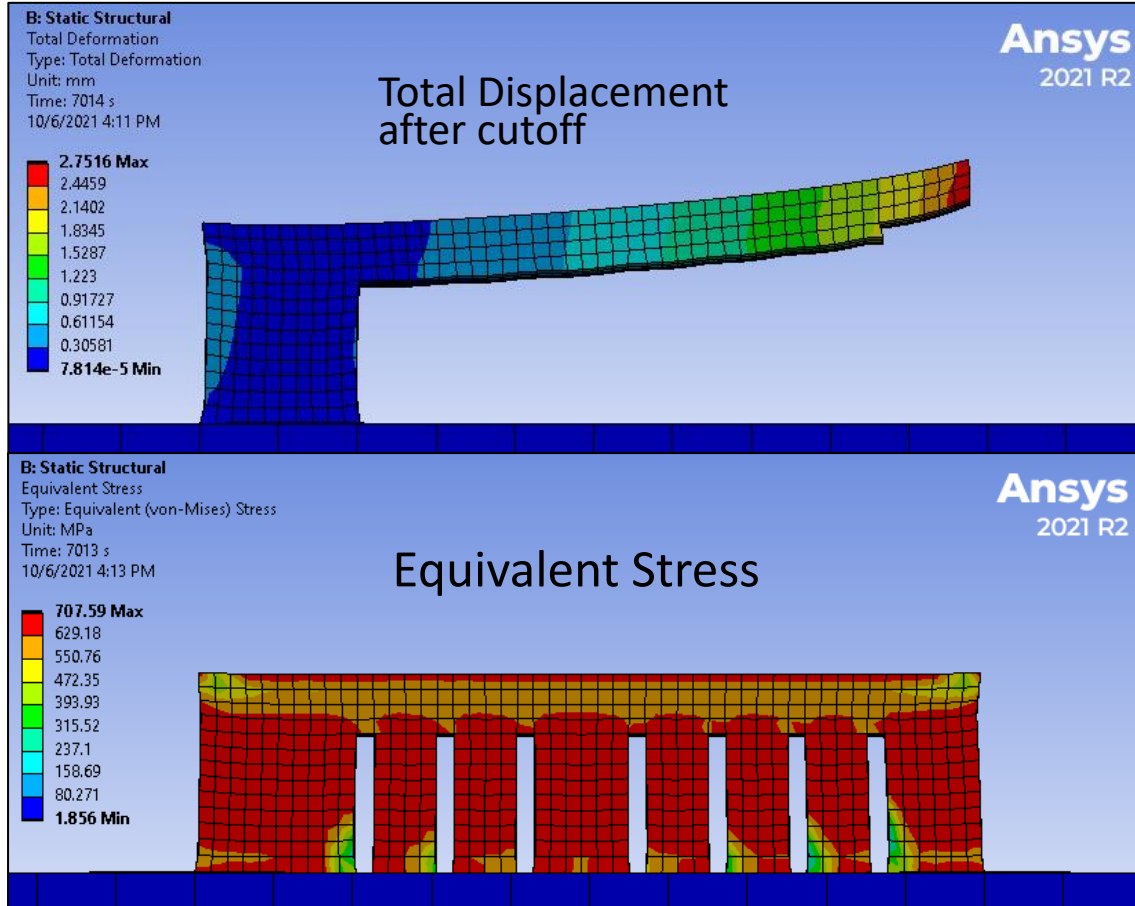 B: Static Structural
Total Deformation
Type: Total Deformation
Unit: mm
Time: 7014 s
10/6/2021 4:11 PM
2.7516 Max
2.4459
2.1402
1.8345
1.5287
1.223
0.91727
0.61154
0.30581
7.814e-5 Min
Total Displacement
after cutoff
Ansys
2021 R2
B: Static Structural
Equivalent Stress
Type: Equivalent (von-Mises) Stress
Unit: MPa
Time: 7013 s
10/6/2021 4:13 PM
707.59 Max
629.18
550.76
472.35
393.93
315.52
237.1
158.69
80.271
1.856 Min
Equivalent Stress
Ansys
2021 R2